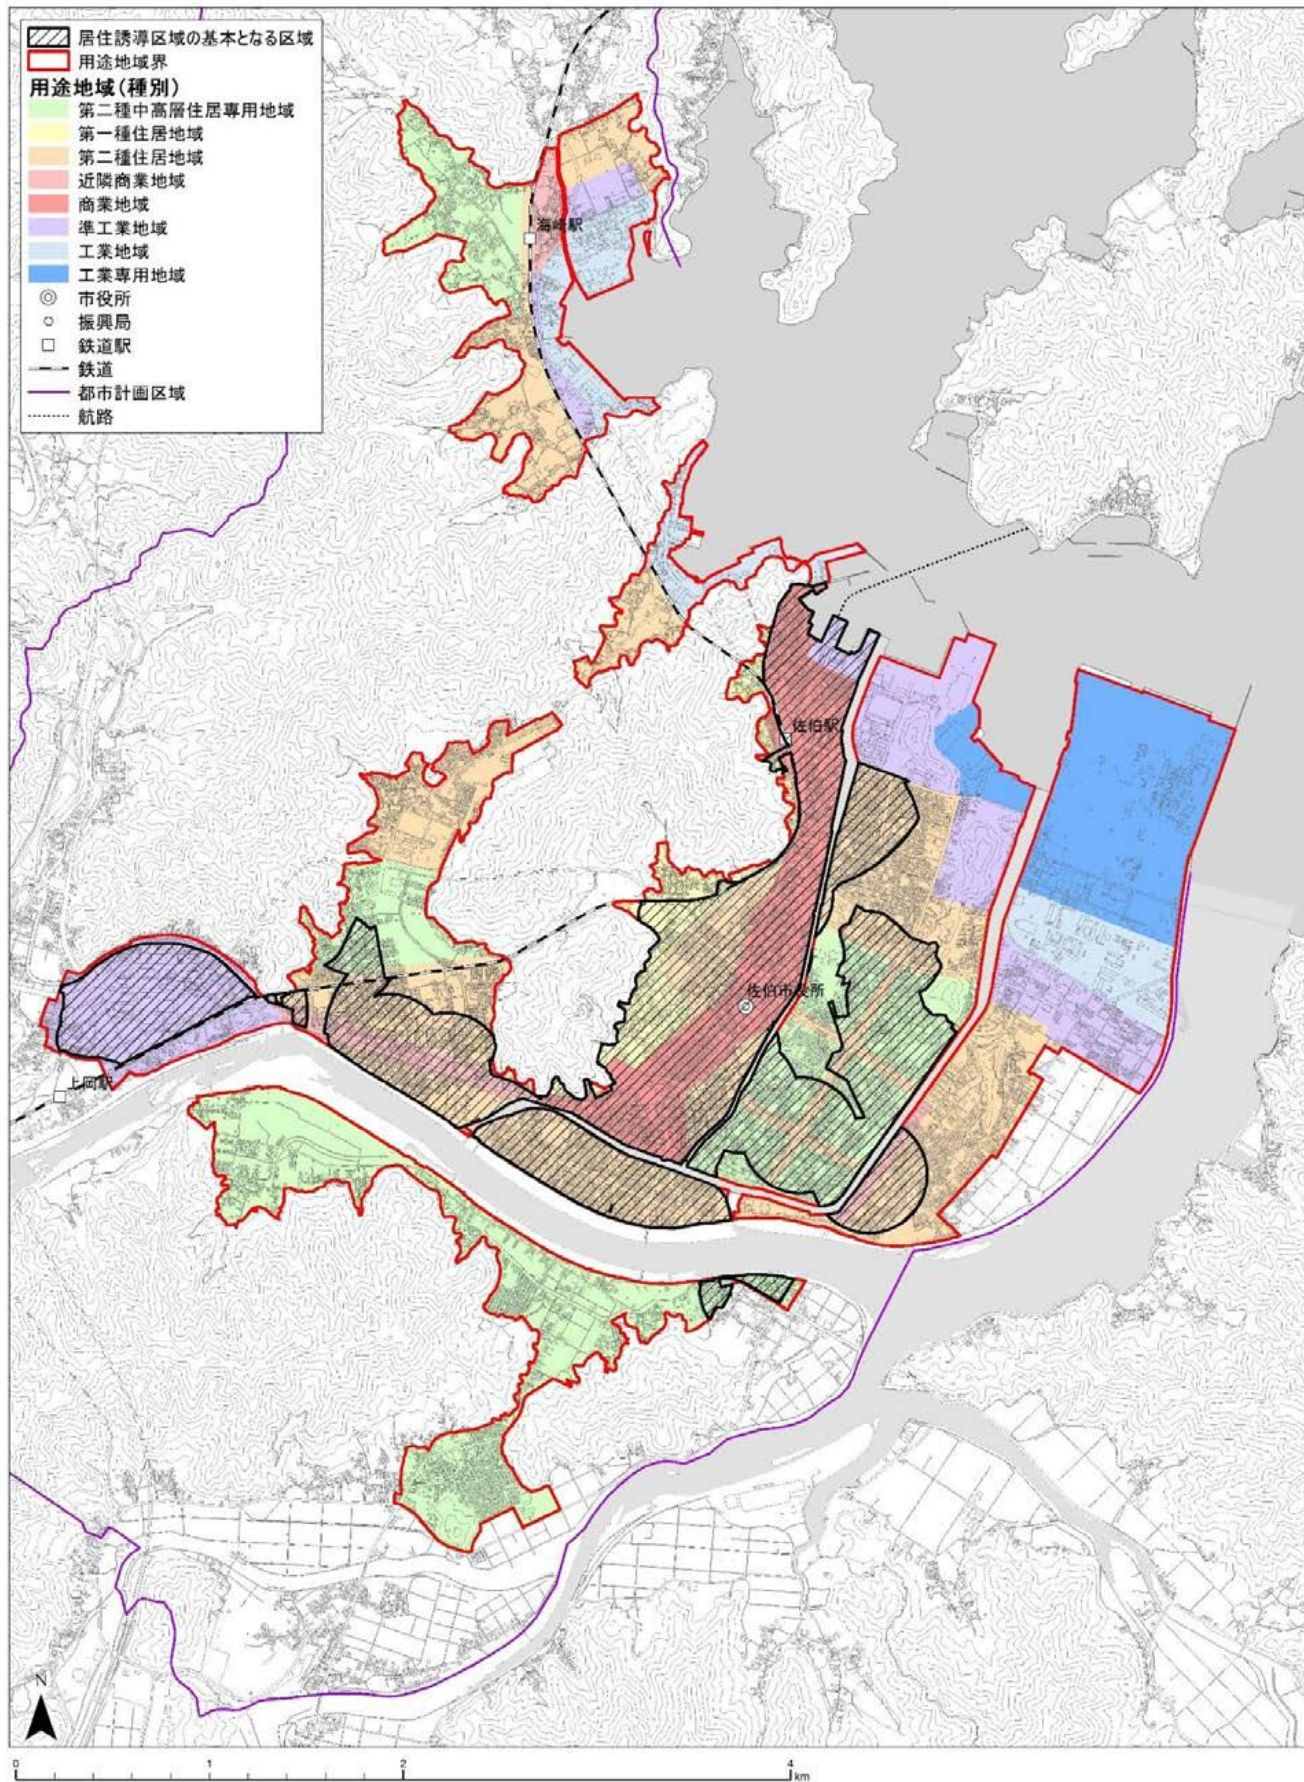 居住誘導区域の基本となる区域
用途地域界
用途地域(種別)
第二種中高層住居専用地域
第一種住居地域
第二種住居地域
近隣商業地域
商業地域
準工業地域
工業地域
工業専用地域
市役所
振興局
鉄道駅
鉄道
都市計画区域
航路
海崎駅
佐伯駅
佐伯市役所
上岡駅
N
0 1 2 4 km